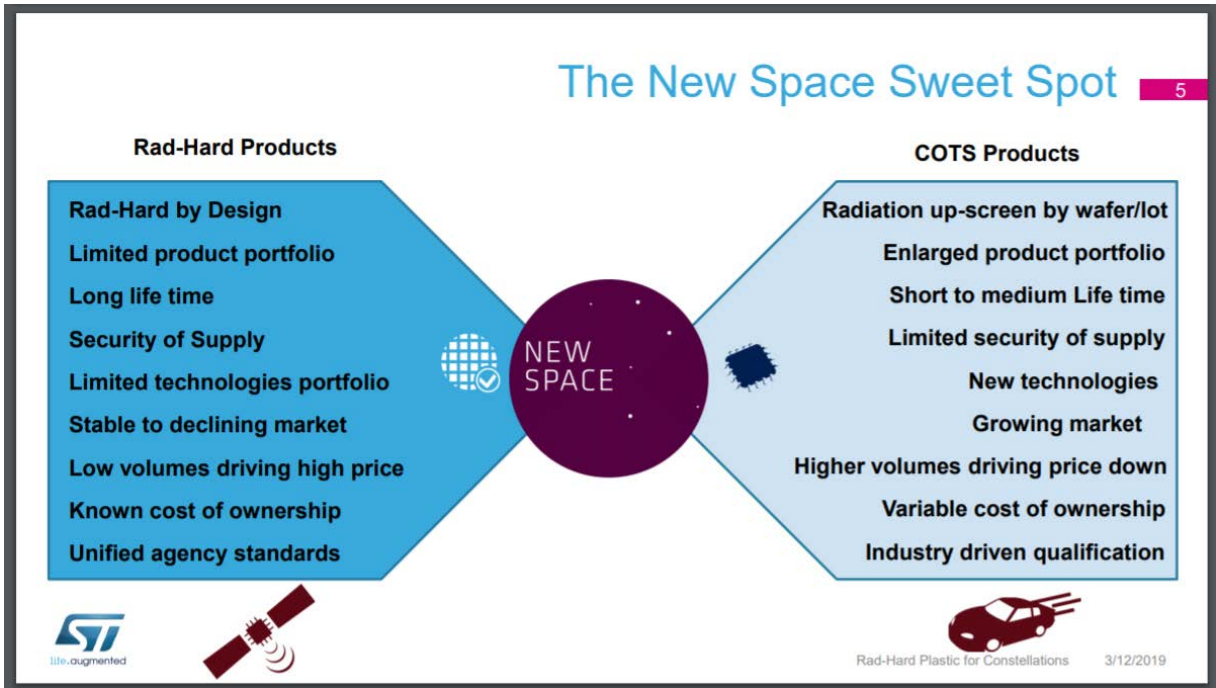 The New Space Sweet Spot
5
Rad-Hard Products
Rad-Hard by Design
Limited product portfolio
Long life time
Security of Supply
Limited technologies portfolio
Stable to declining market
Low volumes driving high price
Known cost of ownership
Unified agency standards
NEW
SPACE
COTS Products
Radiation up-screen by wafer/lot
Enlarged product portfolio
Short to medium Life time
Limited security of supply
New technologies
Growing market
Higher volumes driving price down
Variable cost of ownership
Industry driven qualification
ST
life.augmented
Rad-Hard Plastic for Constellations
3/12/2019